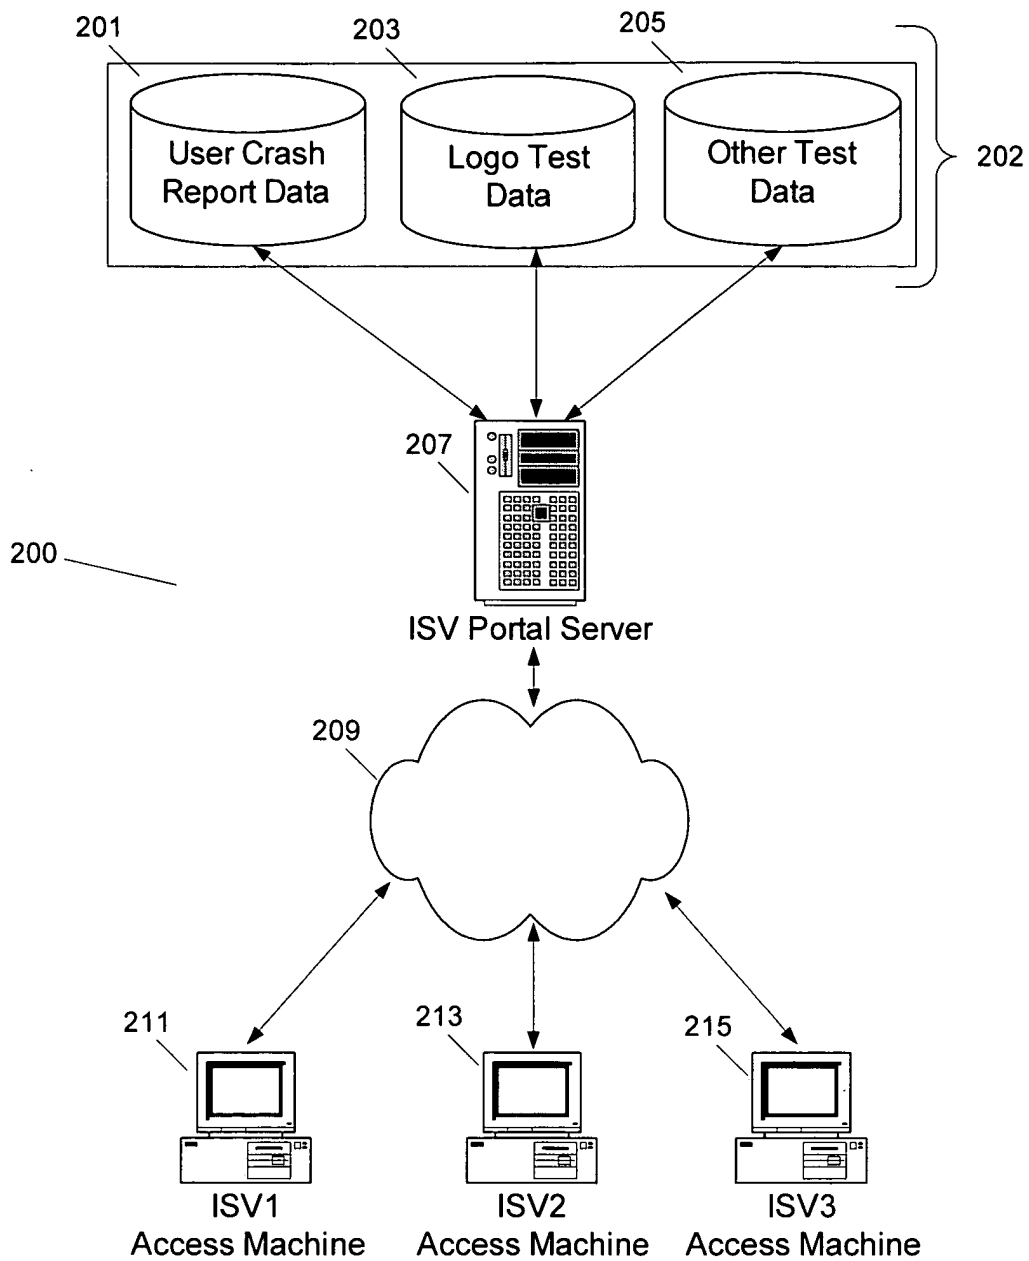 201
203
205
User Crash
Report Data
Logo Test
Data
Other Test
Data
202
207
200
ISV Portal Server
209
211
213
215
ISV1
Access Machine
ISV2
Access Machine
ISV3
Access Machine